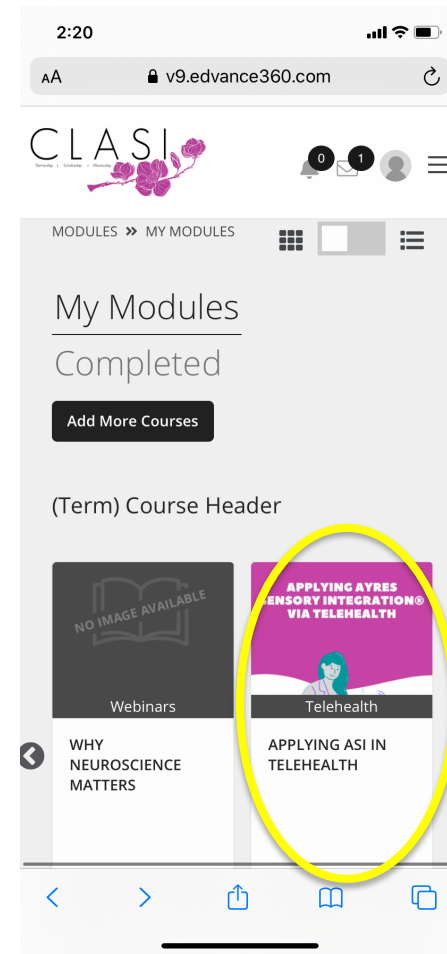 2:20
AA v9.edvance360.com
CLASI
0 1
MODULES » MY MODULES
My Modules
Completed
Add More Courses
(Term) Course Header
NO IMAGE AVAILABLE
Webinars
WHY
NEUROSCIENCE
MATTERS
APPLYING AYRES
SENSORY INTEGRATION®
VIA TELEHEALTH
Telehealth
APPLYING ASI IN
TELEHEALTH